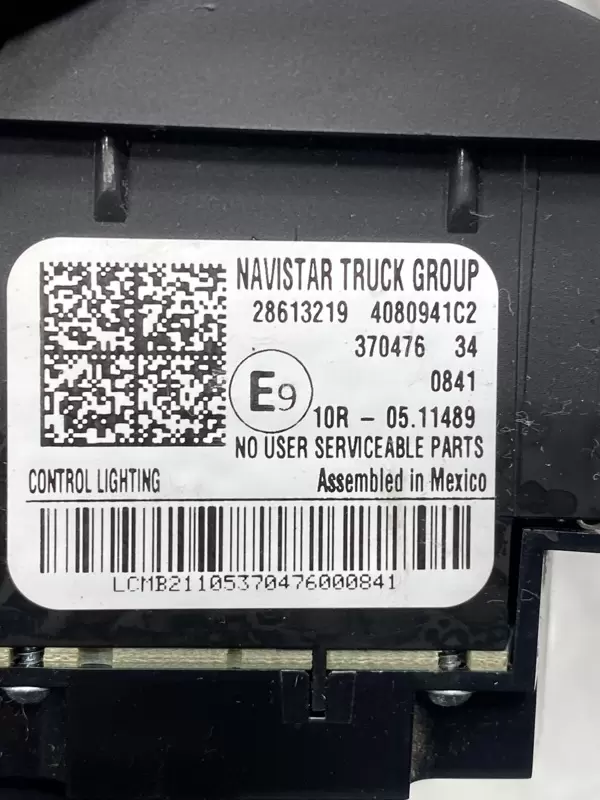 NAVISTAR TRUCK GROUP
28613219 4080941C2
370476 34
0841
E9
10R - 05.11489
NO USER SERVICEABLE PARTS
CONTROL LIGHTING
Assembled in Mexico
LCMB21105370476000841